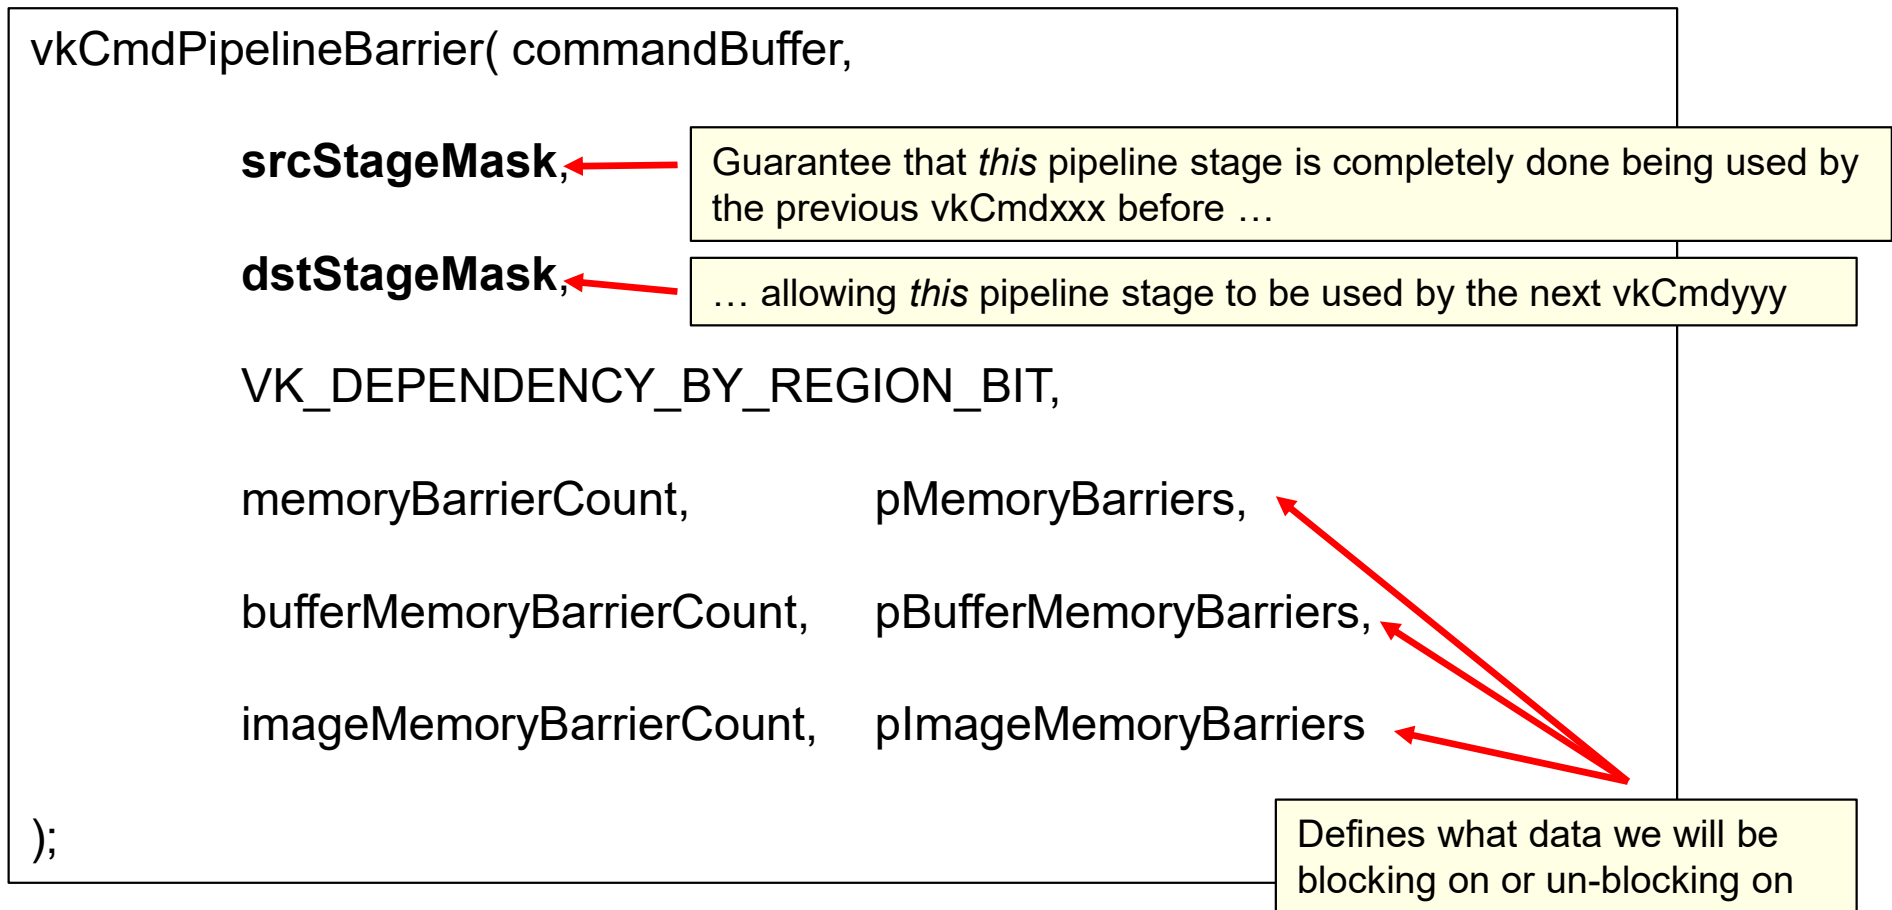 vkCmdPipelineBarrier( commandBuffer,
srcStageMask,
Guarantee that this pipeline stage is completely done being used by
the previous vkCmdxxx before …
dstStageMask,
… allowing this pipeline stage to be used by the next vkCmdyyy
VK_DEPENDENCY_BY_REGION_BIT,
memoryBarrierCount, pMemoryBarriers,
bufferMemoryBarrierCount, pBufferMemoryBarriers,
imageMemoryBarrierCount, pImageMemoryBarriers
);
Defines what data we will be
blocking on or un-blocking on